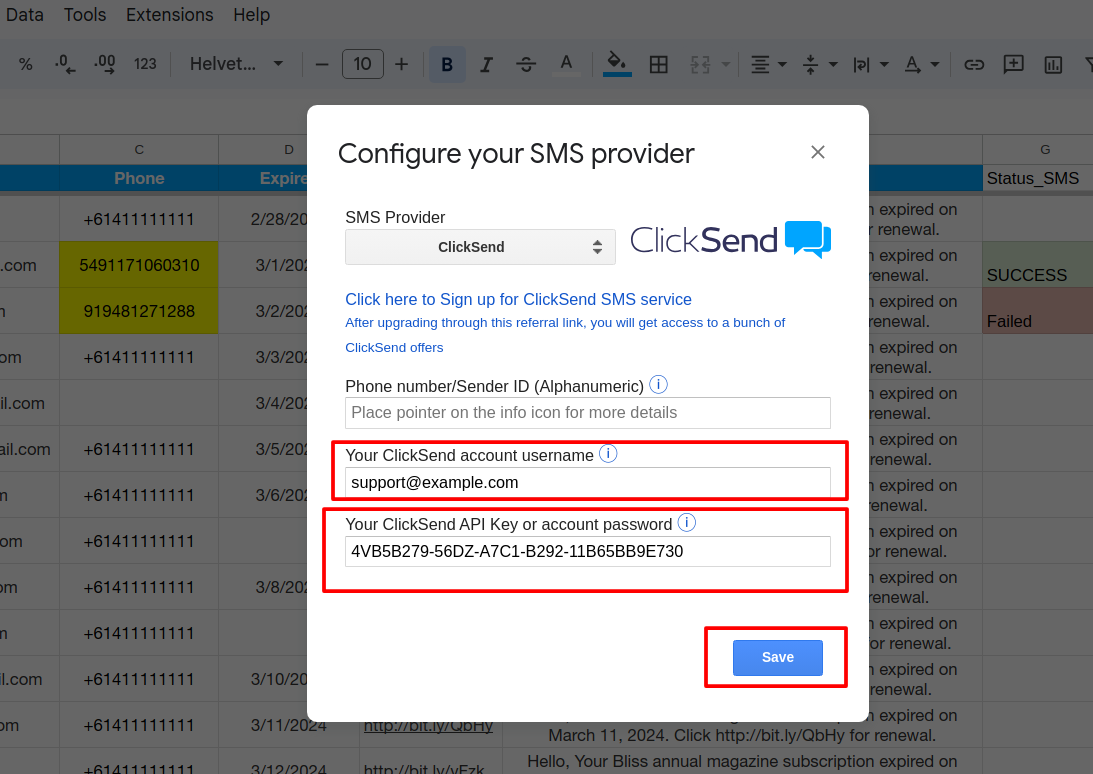 Data Tools Extensions Help
% .0 .00 123 Helvet... 10 B I S A A
C D G
Phone Expire Status_SMS
+61411111111 2/28/20 n expired on
r renewal.
.com 5491171060310 3/1/202 n expired on
renewal. SUCCESS
919481271288 3/2/202 n expired on
renewal. Failed
om +61411111111 3/3/202 n expired on
renewal.
il.com 3/4/202 n expired on
renewal.
ail.com +61411111111 3/5/202 n expired on
renewal.
m +61411111111 3/6/202 n expired on
renewal.
om +61411111111 n expired on
or renewal.
om +61411111111 3/8/202 n expired on
renewal.
m +61411111111 n expired on
or renewal.
l.com +61411111111 3/10/20 n expired on
renewal.
om +61411111111 3/11/2024 http://bit.ly/QbHy n expired on
March 11, 2024. Click http://bit.ly/QbHy for renewal.
+61411111111 3/12/2024 Hello, Your Bliss annual magazine subscription expired on
Configure your SMS provider
SMS Provider
ClickSend
ClickSend
Click here to Sign up for ClickSend SMS service
After upgrading through this referral link, you will get access to a bunch of
ClickSend offers
Phone number/Sender ID (Alphanumeric) i
Place pointer on the info icon for more details
Your ClickSend account username i
support@example.com
Your ClickSend API Key or account password i
4VB5B279-56DZ-A7C1-B292-11B65BB9E730
Save